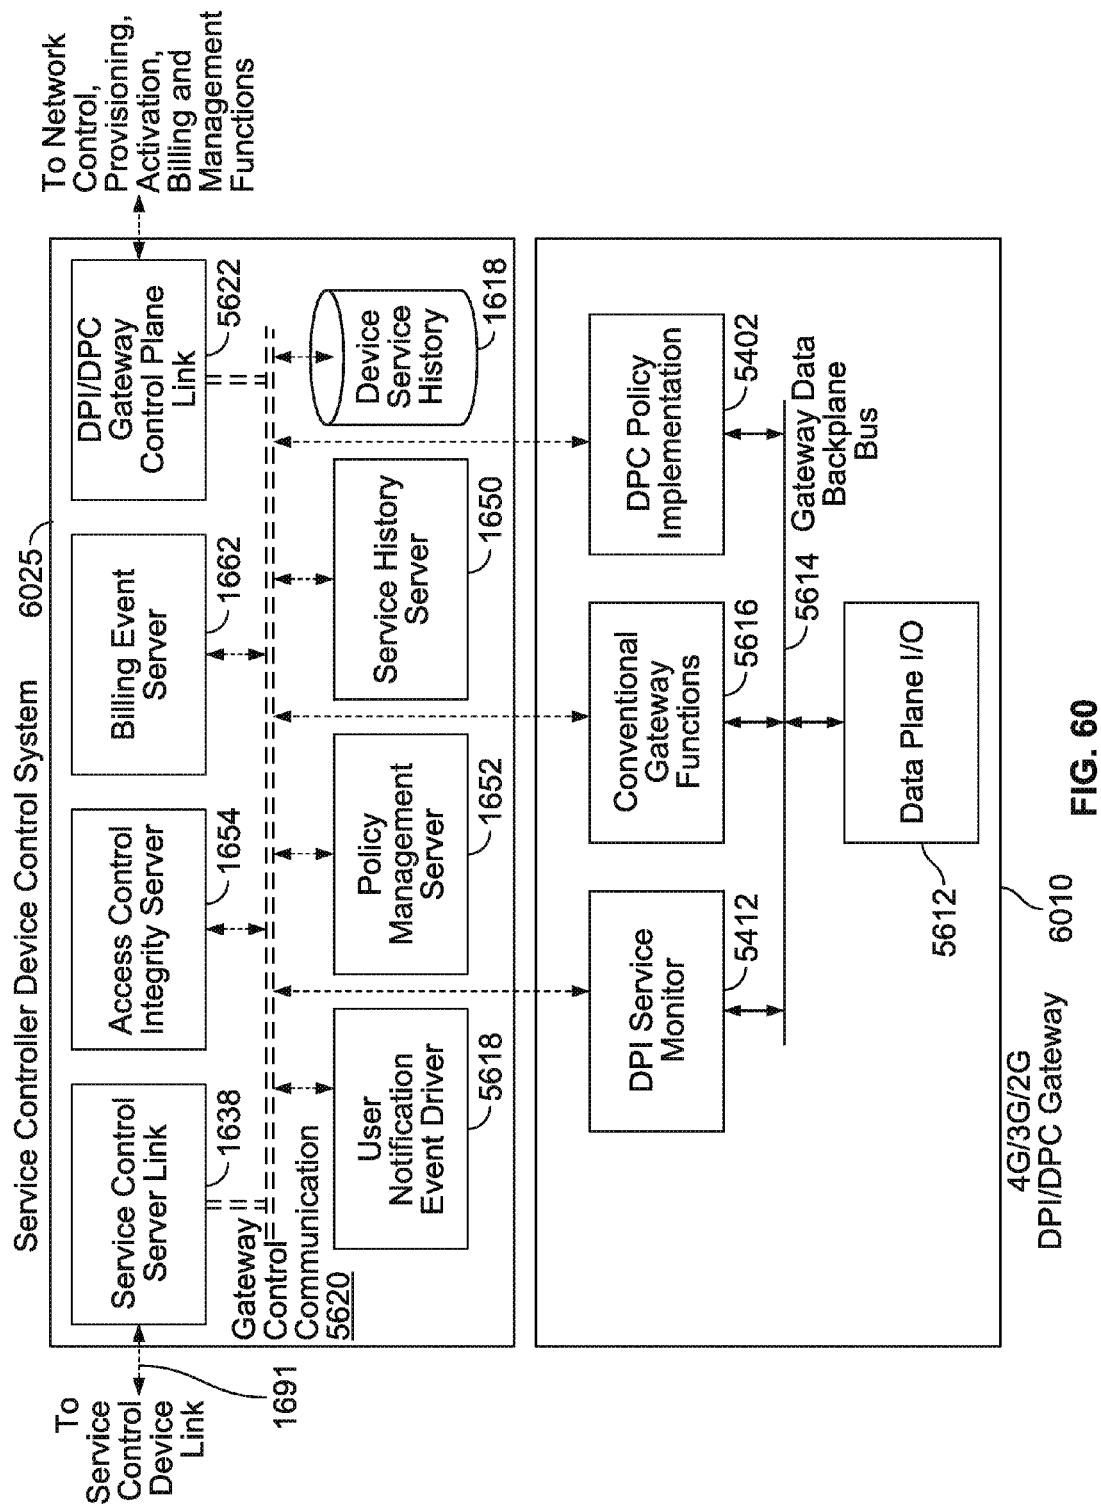 Service Controller Device Control System
6025
To
Service
Control
Device
Link
1691
Service Control
Server Link
1638
Access Control
Integrity Server
1654
Billing Event
Server
1662
DPI/DPC
Gateway
Control Plane
Link
5622
To Network
Control,
Provisioning,
Activation,
Billing and
Management
Functions
Gateway
Control
Communication
5620
User
Notification
Event Driver
5618
Policy
Management
Server
1652
Service History
Server
1650
Device
Service
History
1618
DPI Service
Monitor
5412
Conventional
Gateway
Functions
5616
DPC Policy
Implementation
5402
5614
Gateway Data
Backplane
Bus
Data Plane I/O
5612
6010
4G/3G/2G
DPI/DPC Gateway
FIG. 60